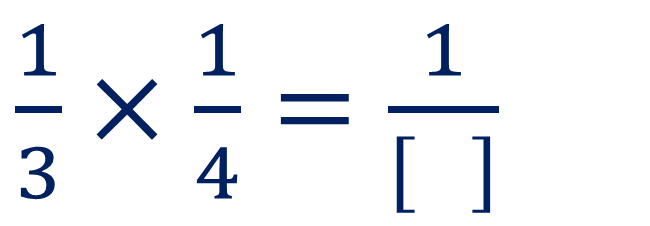 1/3 × 1/4 = 1/[ ]